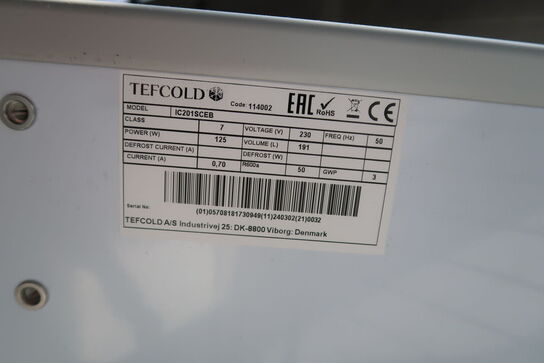 TEFCOLD Code: 114002 EAC RoHS CE
MODEL IC201SCEB
CLASS 7 VOLTAGE (V) 230 FREQ (Hz) 50
POWER (W) 125 VOLUME (L) 191
DEFROST CURRENT (A) DEFROST (W)
CURRENT (A) 0,70 R600a 50 GWP 3
Serial No:
(01)05708181730949(11)240302(21)0032
TEFCOLD A/S Industrivej 25: DK-8800 Viborg: Denmark